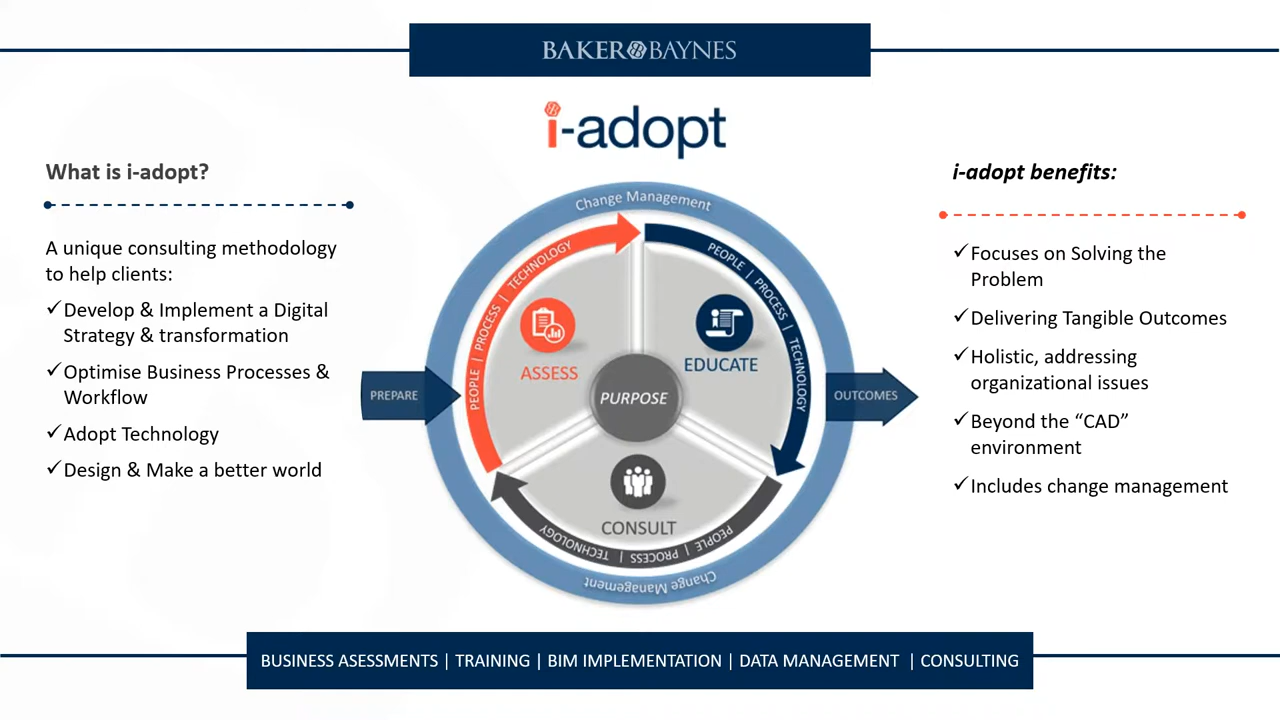 BAKER BAYNES
i-adopt
What is i-adopt?
A unique consulting methodology
to help clients:
✓Develop & Implement a Digital
Strategy & transformation
✓Optimise Business Processes &
Workflow
✓Adopt Technology
✓Design & Make a better world
Change Management
PEOPLE | PROCESS | TECHNOLOGY
PEOPLE | PROCESS | TECHNOLOGY
ASSESS
EDUCATE
PREPARE
PURPOSE
OUTCOMES
CONSULT
PEOPLE | PROCESS | TECHNOLOGY
Change Management
i-adopt benefits:
✓Focuses on Solving the
Problem
✓Delivering Tangible Outcomes
✓Holistic, addressing
organizational issues
✓Beyond the “CAD”
environment
✓Includes change management
BUSINESS ASESSMENTS | TRAINING | BIM IMPLEMENTATION | DATA MANAGEMENT | CONSULTING